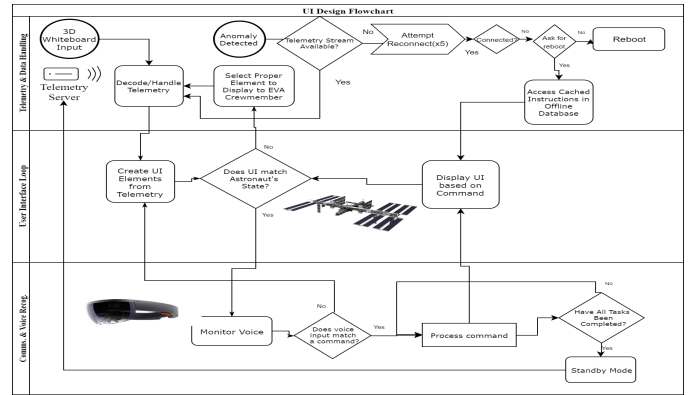 UI Design Flowchart
Telemetry & Data Handling
3D
Whiteboard
Input
Telemetry
Server
Decode/Handle
Telemetry
Anomaly
Detected
Select Proper
Element to
Display to EVA
Crewmember
Telemetry Stream
Available?
No
Yes
Attempt
Reconnect(x5)
Yes
Connected?
No
Ask for
reboot
No
Reboot
Yes
Access Cached
Instructions in
Offline
Database
User Interface Loop
Create UI
Elements
from
Telemetry
No
Does UI match
Astronaut's
State?
Yes
Display UI
based on
Command
Comms. & Voice Recog.
Monitor Voice
No
Does voice
input match
a command?
Yes
Process command
No
Have All Tasks
Been
Completed?
Yes
Standby Mode